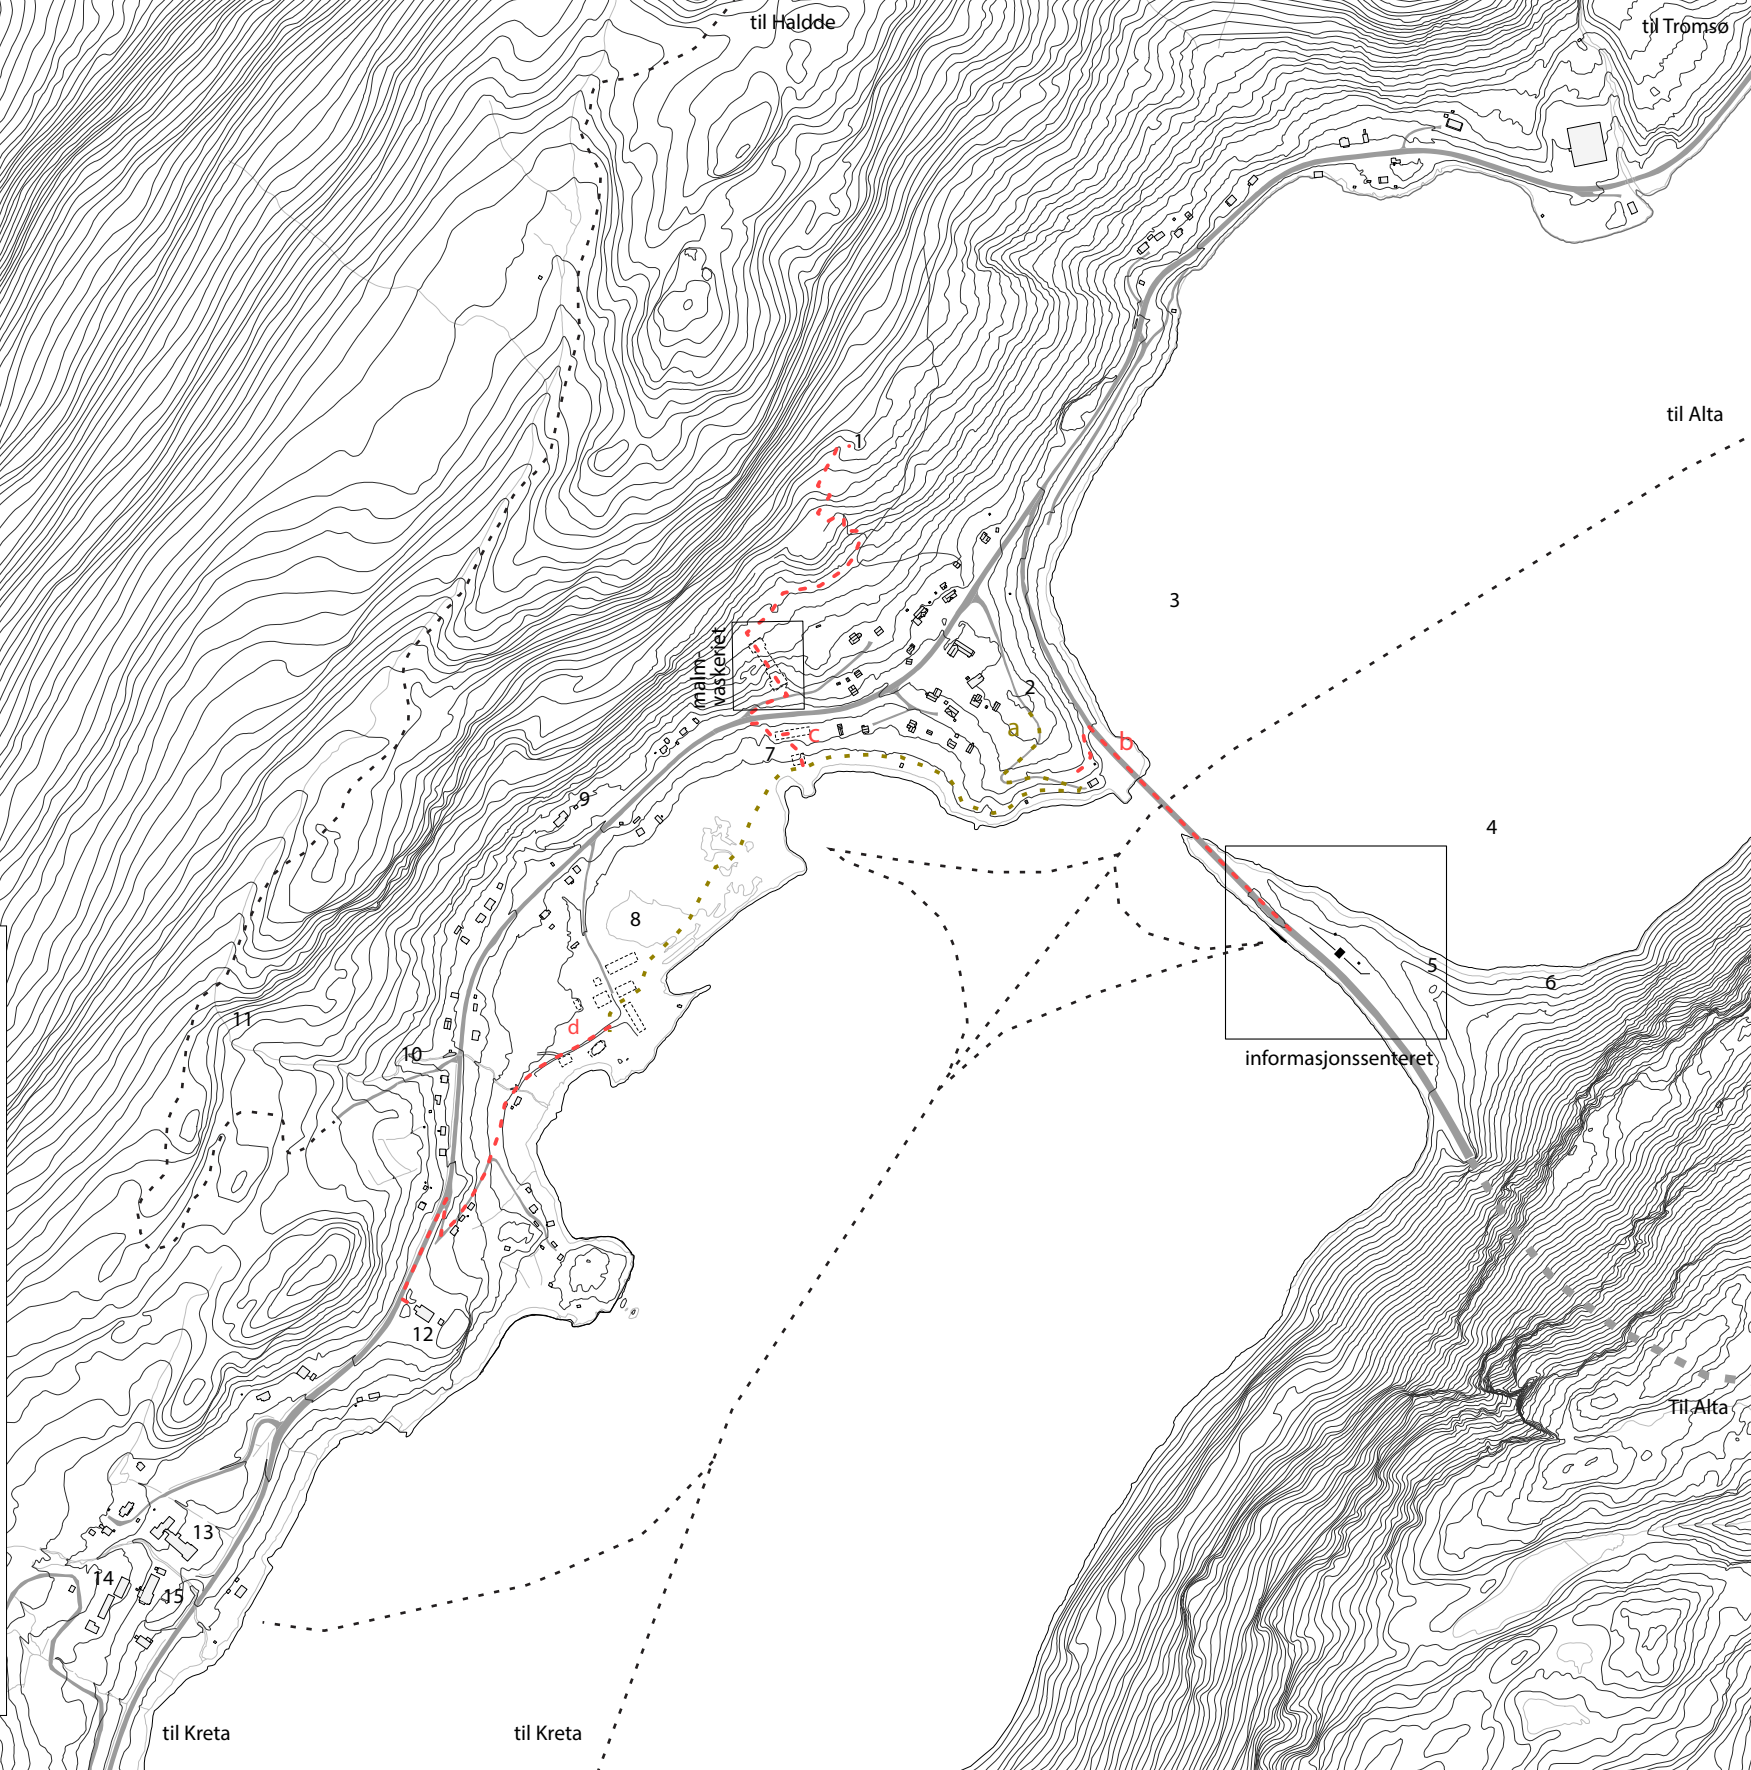 til Haldde
til Tromsø
til Alta
1
3
malm-
vaskeriet
2
a
b
c
7
9
4
8
5
6
11
d
10
informasjonssenteret
12
Til Alta
13
14
15
til Kreta
til Kreta